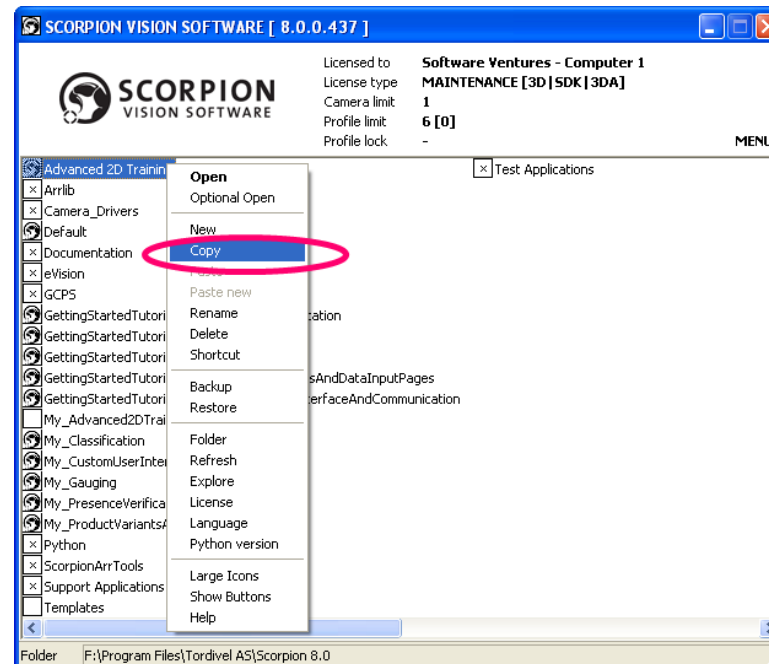 SCORPION VISION SOFTWARE [ 8.0.0.437 ]
SCORPION
VISION SOFTWARE
Licensed to Software Ventures - Computer 1
License type MAINTENANCE [3D|SDK|3DA]
Camera limit 1
Profile limit 6 [0]
Profile lock -
MENU
Advanced 2D Trainin
Arrlib
Camera_Drivers
Default
Documentation
eVision
GCPS
GettingStartedTutori cation
GettingStartedTutori
GettingStartedTutori
GettingStartedTutori sAndDataInputPages
GettingStartedTutori erfaceAndCommunication
My_Advanced2DTrai
My_Classification
My_CustomUserInter
My_Gauging
My_PresenceVerifica
My_ProductVariantsA
Python
ScorpionArrTools
Support Applications
Templates
Test Applications
Open
Optional Open
New
Copy
Paste
Paste new
Rename
Delete
Shortcut
Backup
Restore
Folder
Refresh
Explore
License
Language
Python version
Large Icons
Show Buttons
Help
Folder F:\Program Files\Tordivel AS\Scorpion 8.0